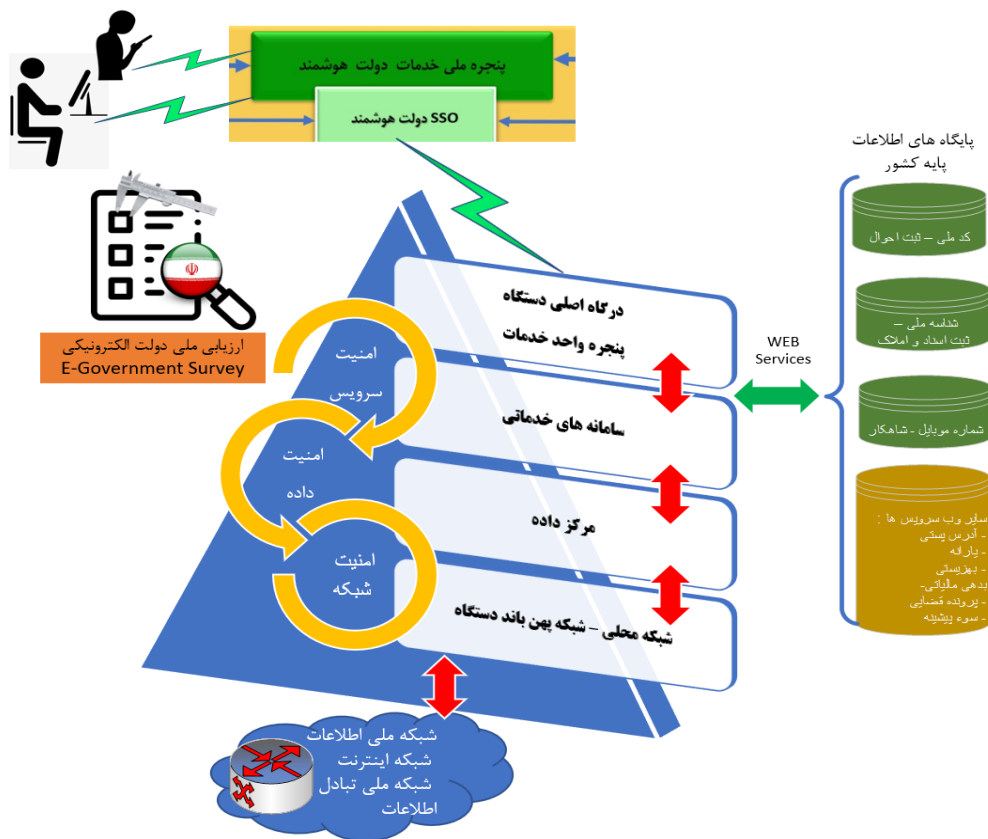 پنجره ملی خدمات دولت هوشمند
SSO دولت هوشمند
پایگاه های اطلاعات
پایه کشور
کد ملی – ثبت احوال
شناسه ملی –
ثبت اسناد و املاک
شماره موبایل - شاهکار
سایر وب سرویس ها :
- آدرس پستی
- یارانه
- بهزیستی
بدهی مالیاتی-
- پرونده قضایی
- سوء پیشینه
WEB
Services
ارزیابی ملی دولت الکترونیکی
E-Government Survey
درگاه اصلی دستگاه
پنجره واحد خدمات
سامانه های خدماتی
مرکز داده
شبکه محلی – شبکه پهن باند دستگاه
امنیت
سرویس
امنیت
داده
امنیت
شبکه
شبکه ملی اطلاعات
شبکه اینترنت
شبکه ملی تبادل
اطلاعات